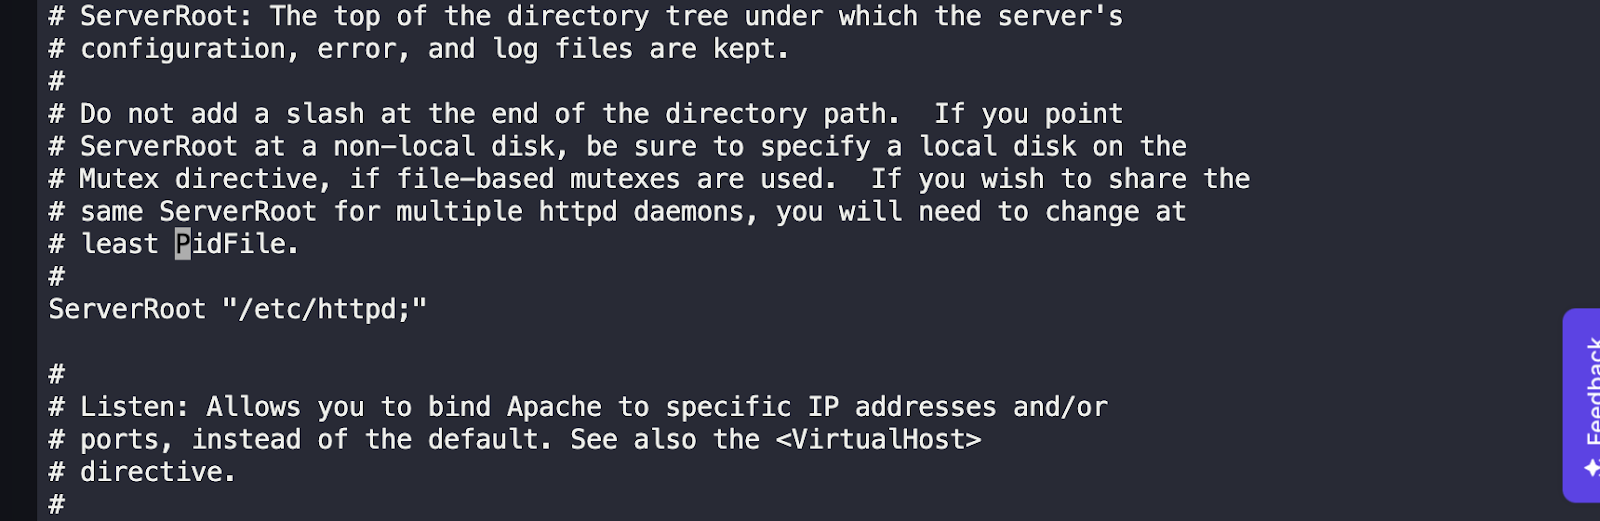 # ServerRoot: The top of the directory tree under which the server's
# configuration, error, and log files are kept.
#
# Do not add a slash at the end of the directory path.  If you point
# ServerRoot at a non-local disk, be sure to specify a local disk on the
# Mutex directive, if file-based mutexes are used.  If you wish to share the
# same ServerRoot for multiple httpd daemons, you will need to change at
# least PidFile.
#
ServerRoot "/etc/httpd;"
#
# Listen: Allows you to bind Apache to specific IP addresses and/or
# ports, instead of the default. See also the <VirtualHost>
# directive.
#
Feedback